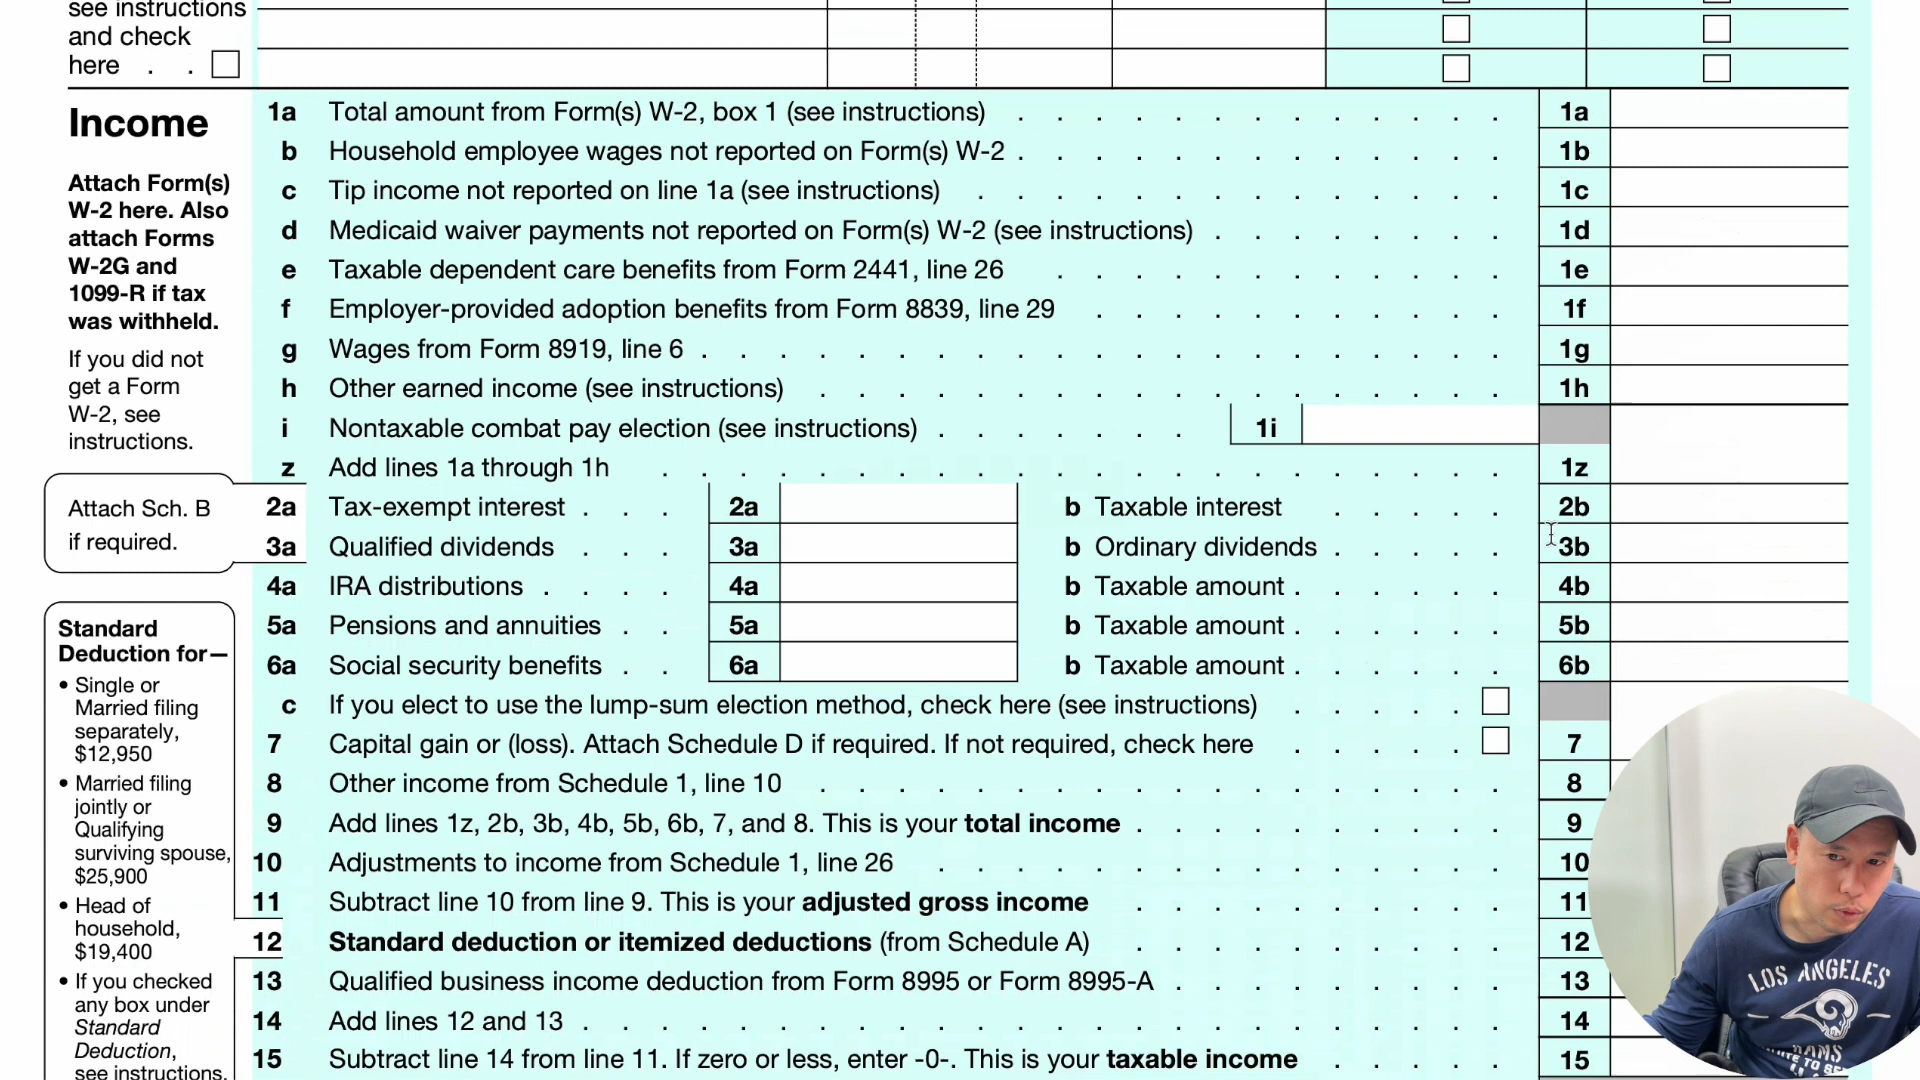 see instructions
and check
here . .
Income
Attach Form(s)
W-2 here. Also
attach Forms
W-2G and
1099-R if tax
was withheld.
If you did not
get a Form
W-2, see
instructions.
Attach Sch. B
if required.
Standard
Deduction for—
• Single or
Married filing
separately,
$12,950
• Married filing
jointly or
Qualifying
surviving spouse,
$25,900
• Head of
household,
$19,400
• If you checked
any box under
Standard
Deduction,
see instructions.
1a Total amount from Form(s) W-2, box 1 (see instructions) 1a
b Household employee wages not reported on Form(s) W-2 1b
c Tip income not reported on line 1a (see instructions) 1c
d Medicaid waiver payments not reported on Form(s) W-2 (see instructions) 1d
e Taxable dependent care benefits from Form 2441, line 26 1e
f Employer-provided adoption benefits from Form 8839, line 29 1f
g Wages from Form 8919, line 6 1g
h Other earned income (see instructions) 1h
i Nontaxable combat pay election (see instructions) 1i
z Add lines 1a through 1h 1z
2a Tax-exempt interest 2a b Taxable interest 2b
3a Qualified dividends 3a b Ordinary dividends 3b
4a IRA distributions 4a b Taxable amount 4b
5a Pensions and annuities 5a b Taxable amount 5b
6a Social security benefits 6a b Taxable amount 6b
c If you elect to use the lump-sum election method, check here (see instructions)
7 Capital gain or (loss). Attach Schedule D if required. If not required, check here 7
8 Other income from Schedule 1, line 10 8
9 Add lines 1z, 2b, 3b, 4b, 5b, 6b, 7, and 8. This is your total income 9
10 Adjustments to income from Schedule 1, line 26 10
11 Subtract line 10 from line 9. This is your adjusted gross income 11
12 Standard deduction or itemized deductions (from Schedule A) 12
13 Qualified business income deduction from Form 8995 or Form 8995-A 13
14 Add lines 12 and 13 14
15 Subtract line 14 from line 11. If zero or less, enter -0-. This is your taxable income 15
LOS ANGELES
RAMS